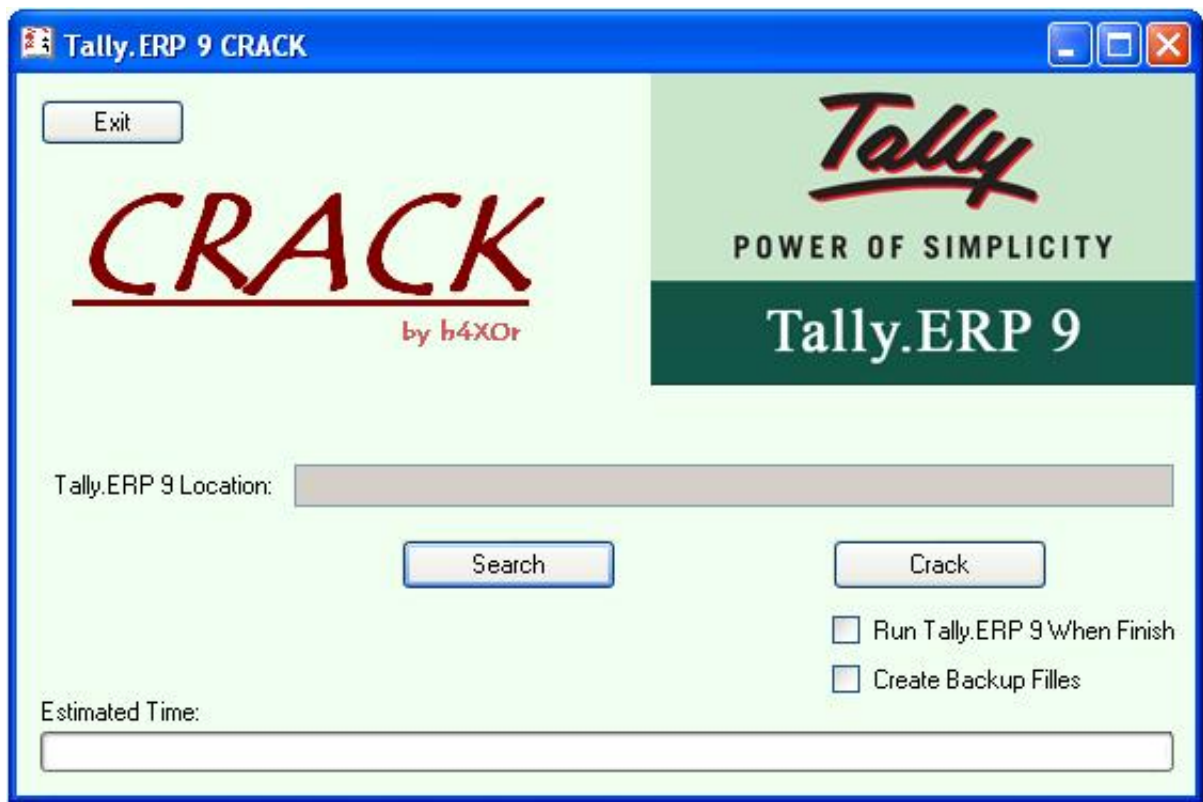 Tally.ERP 9 CRACK
Exit
CRACK
by h4X0r
Tally
POWER OF SIMPLICITY
Tally.ERP 9
Tally.ERP 9 Location:
Search
Crack
Run Tally.ERP 9 When Finish
Create Backup Filles
Estimated Time: